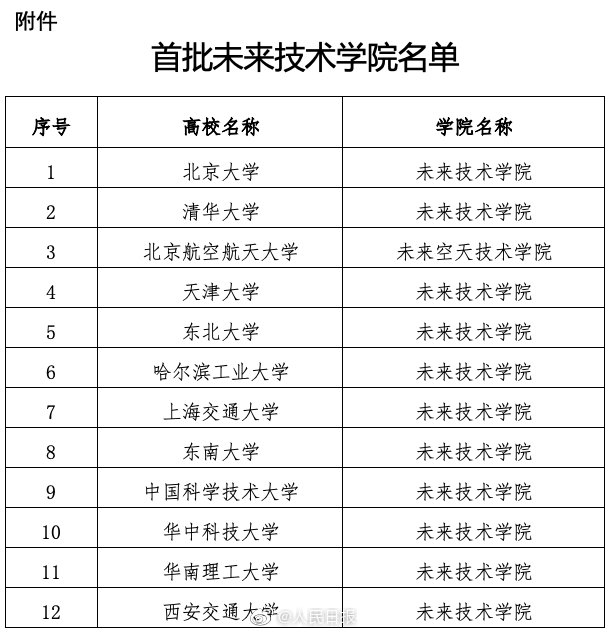 附件
首批未来技术学院名单
序号 高校名称 学院名称
1 北京大学 未来技术学院
2 清华大学 未来技术学院
3 北京航空航天大学 未来空天技术学院
4 天津大学 未来技术学院
5 东北大学 未来技术学院
6 哈尔滨工业大学 未来技术学院
7 上海交通大学 未来技术学院
8 东南大学 未来技术学院
9 中国科学技术大学 未来技术学院
10 华中科技大学 未来技术学院
11 华南理工大学 未来技术学院
12 西安交通大学 未来技术学院
@人民日报